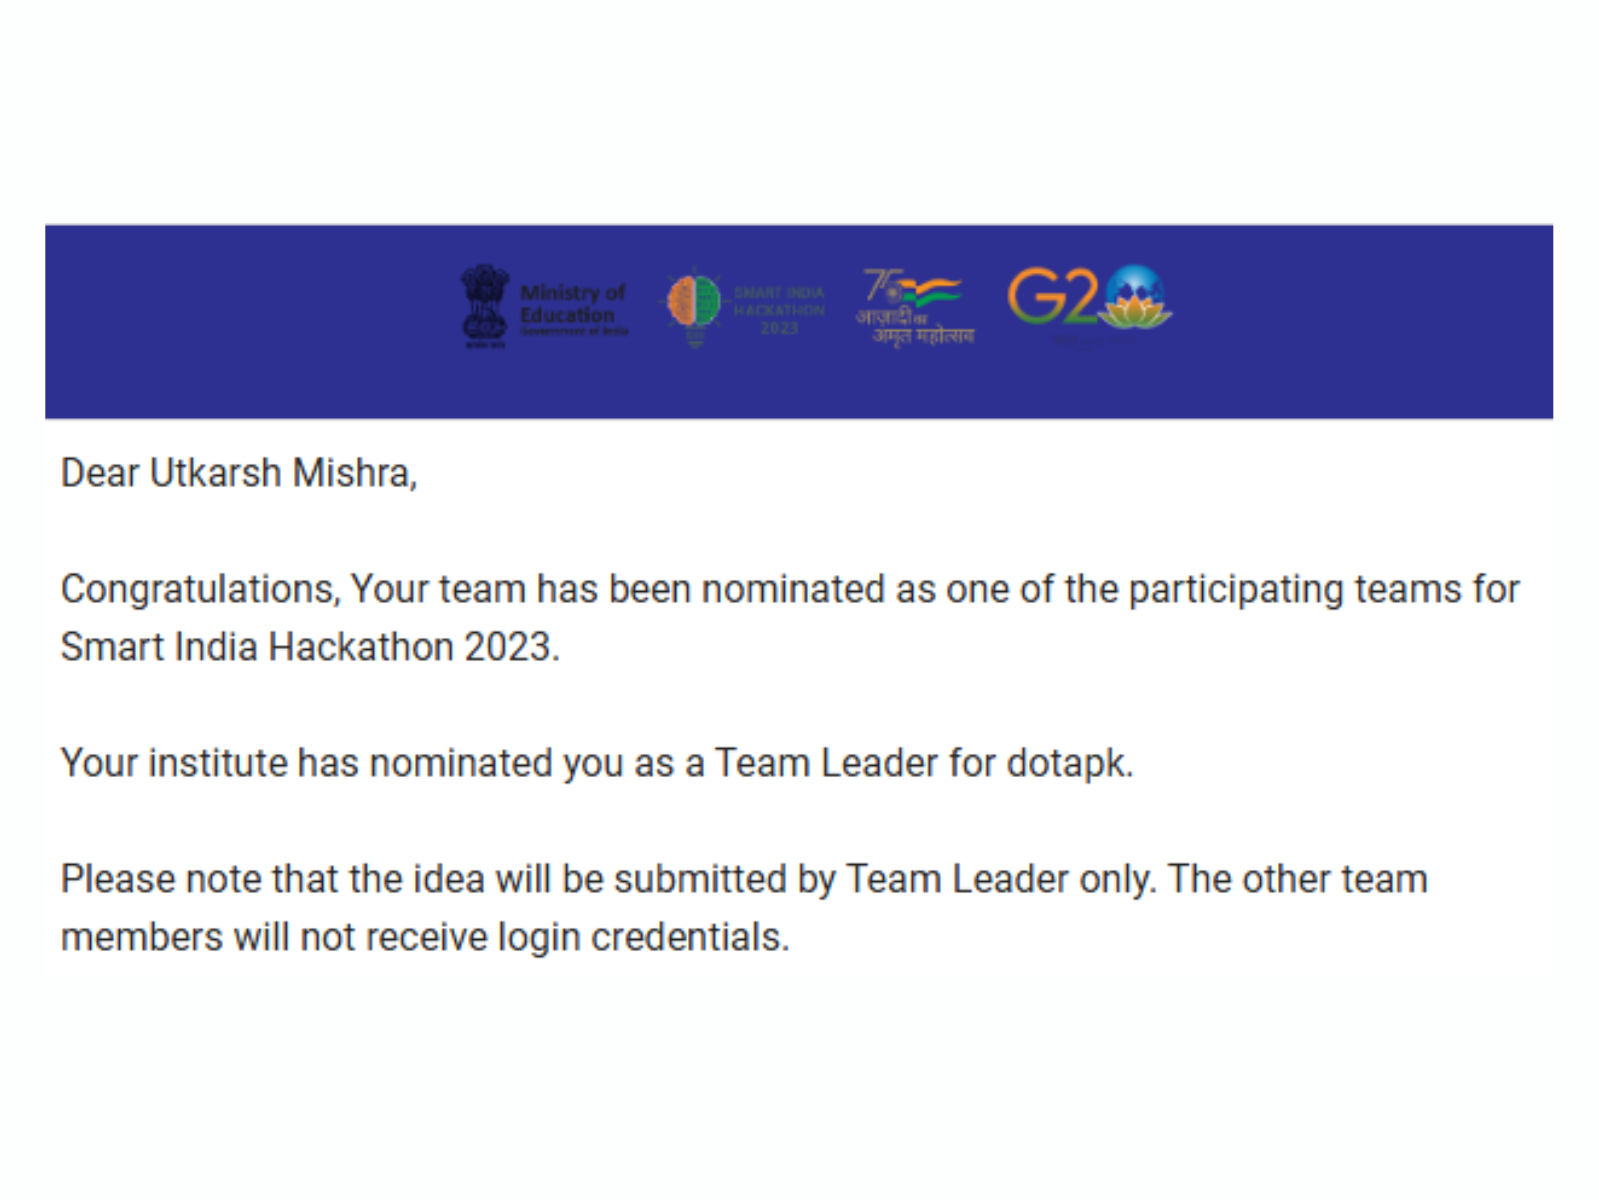 Ministry of
Education
Government of India
SMART INDIA
HACKATHON
2023
75
आज़ादी का
अमृत महोत्सव
G20
Dear Utkarsh Mishra,
Congratulations, Your team has been nominated as one of the participating teams for
Smart India Hackathon 2023.
Your institute has nominated you as a Team Leader for dotapk.
Please note that the idea will be submitted by Team Leader only. The other team
members will not receive login credentials.